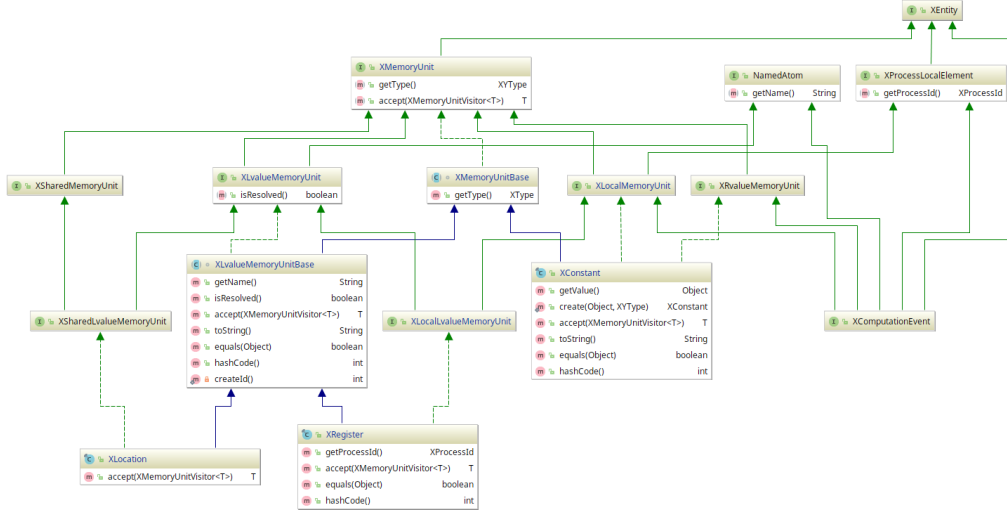 XEntity
XMemoryUnit
getType() XYType
accept(XMemoryUnitVisitor<T>) T
NamedAtom
getName() String
XProcessLocalElement
getProcessId() XProcessId
XSharedMemoryUnit
XLvalueMemoryUnit
isResolved() boolean
XMemoryUnitBase
getType() XType
XLocalMemoryUnit
XRvalueMemoryUnit
XLvalueMemoryUnitBase
getName() String
isResolved() boolean
accept(XMemoryUnitVisitor<T>) T
toString() String
equals(Object) boolean
hashCode() int
createId() int
XConstant
getValue() Object
create(Object, XYType) XConstant
accept(XMemoryUnitVisitor<T>) T
toString() String
equals(Object) boolean
hashCode() int
XSharedLvalueMemoryUnit
XLocalLvalueMemoryUnit
XComputationEvent
XLocation
accept(XMemoryUnitVisitor<T>) T
XRegister
getProcessId() XProcessId
accept(XMemoryUnitVisitor<T>) T
equals(Object) boolean
hashCode() int